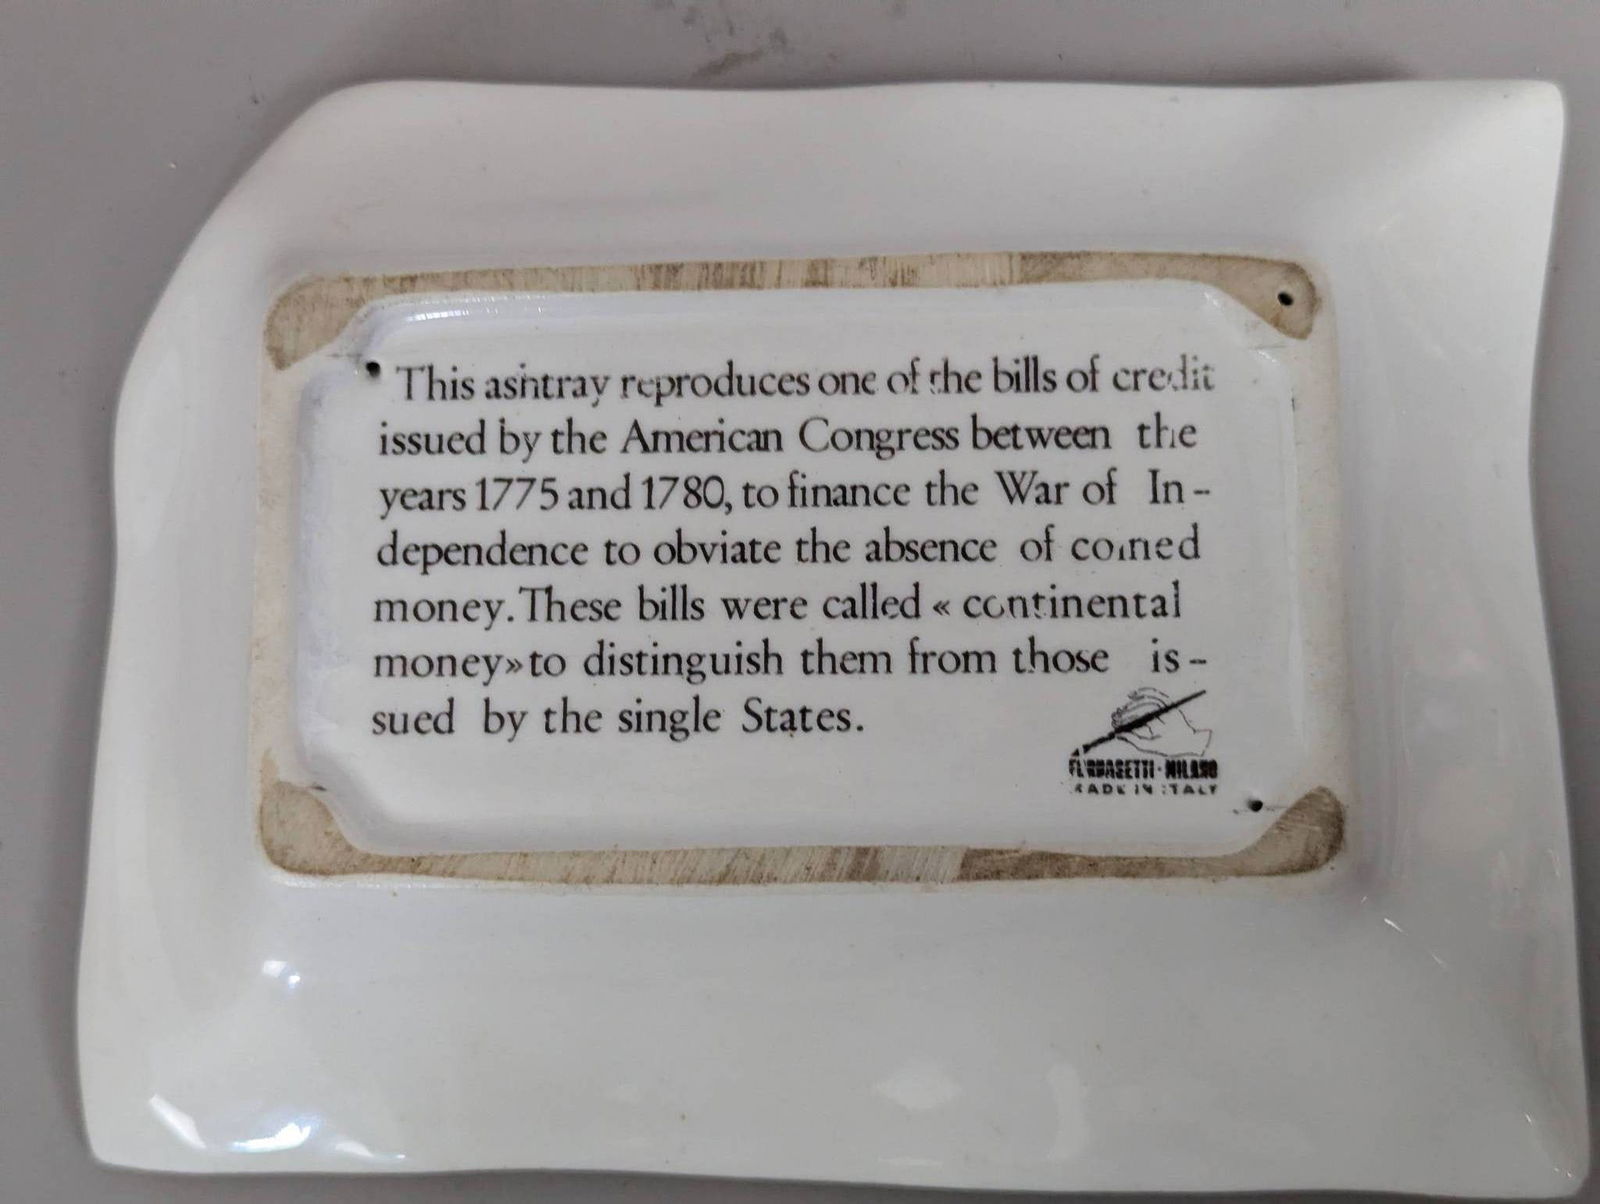 This ashtray reproduces one of the bills of credit
issued by the American Congress between the
years 1775 and 1780, to finance the War of In-
dependence to obviate the absence of coined
money. These bills were called « continental
money» to distinguish them from those is-
sued by the single States.
FORNASETTI·MILANO
MADE IN ITALY